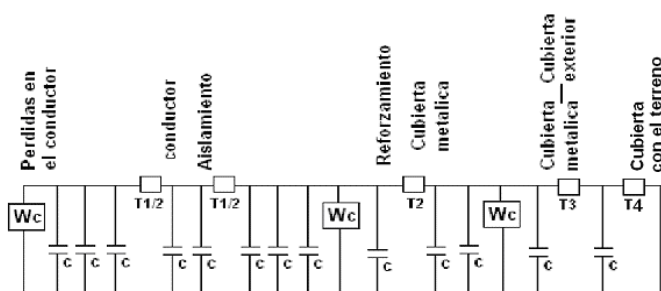 Perdidas en
el conductor
conductor
Aislamiento
Reforzamiento
Cubierta
metalica
Cubierta
metalica
Cubierta
exterior
Cubierta
con el terreno
Wc
T1/2
T1/2
Wc
T2
Wc
T3
T4
c
c
c
c
c
c
c
c
c
c
c
c
c